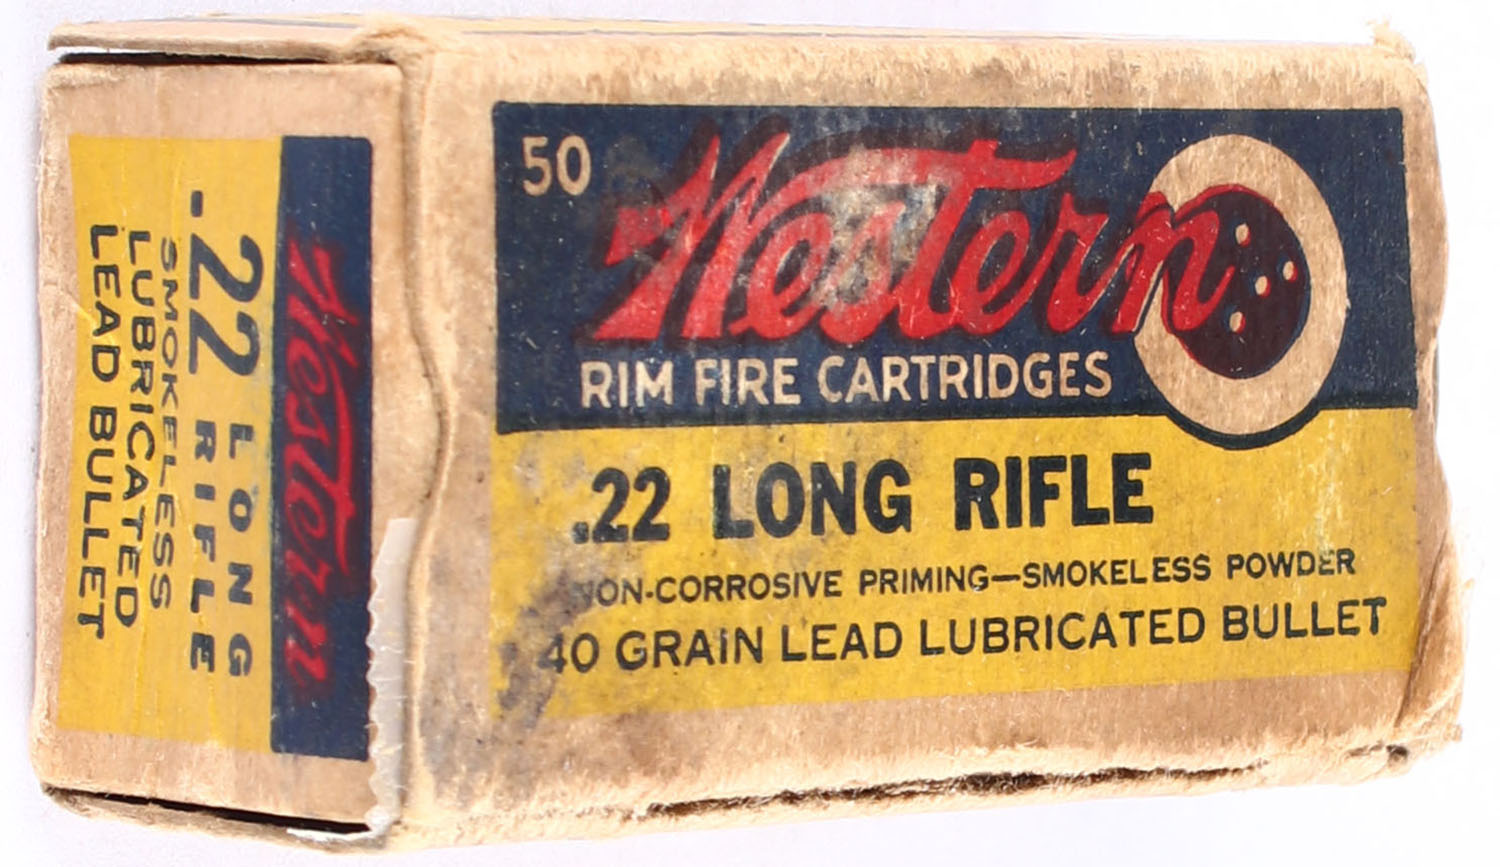 50
Western
RIM FIRE CARTRIDGES
.22 LONG RIFLE
NON-CORROSIVE PRIMING—SMOKELESS POWDER
40 GRAIN LEAD LUBRICATED BULLET
Western
.22 LONG
RIFLE
SMOKELESS
LUBRICATED
LEAD BULLET